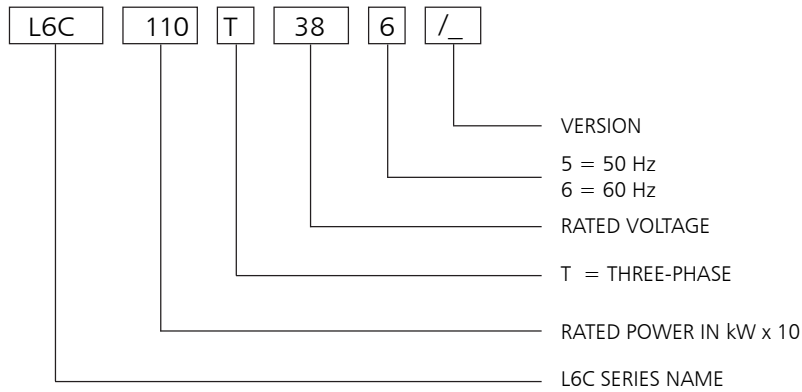 L6C 110 T 38 6 /_
VERSION
5 = 50 Hz
6 = 60 Hz
RATED VOLTAGE
T = THREE-PHASE
RATED POWER IN kW x 10
L6C SERIES NAME